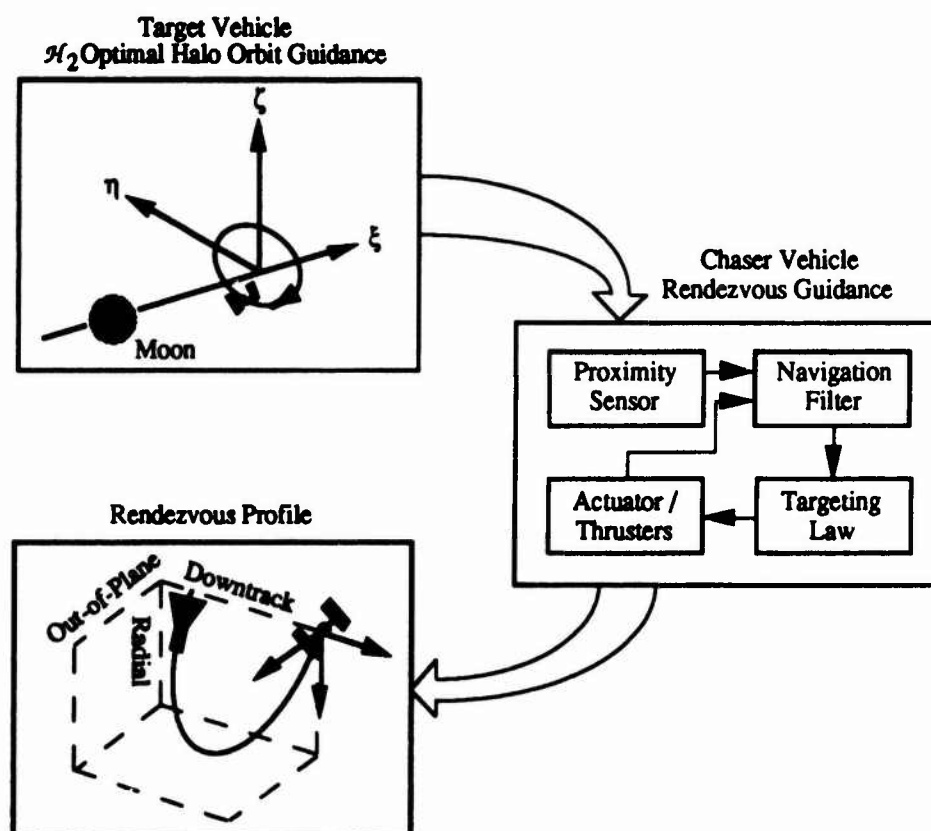 Target Vehicle
ℋ₂ Optimal Halo Orbit Guidance
ζ
η
ξ
Moon
Chaser Vehicle
Rendezvous Guidance
Proximity
Sensor
Navigation
Filter
Actuator /
Thrusters
Targeting
Law
Rendezvous Profile
Out-of-Plane
Downtrack
Radial